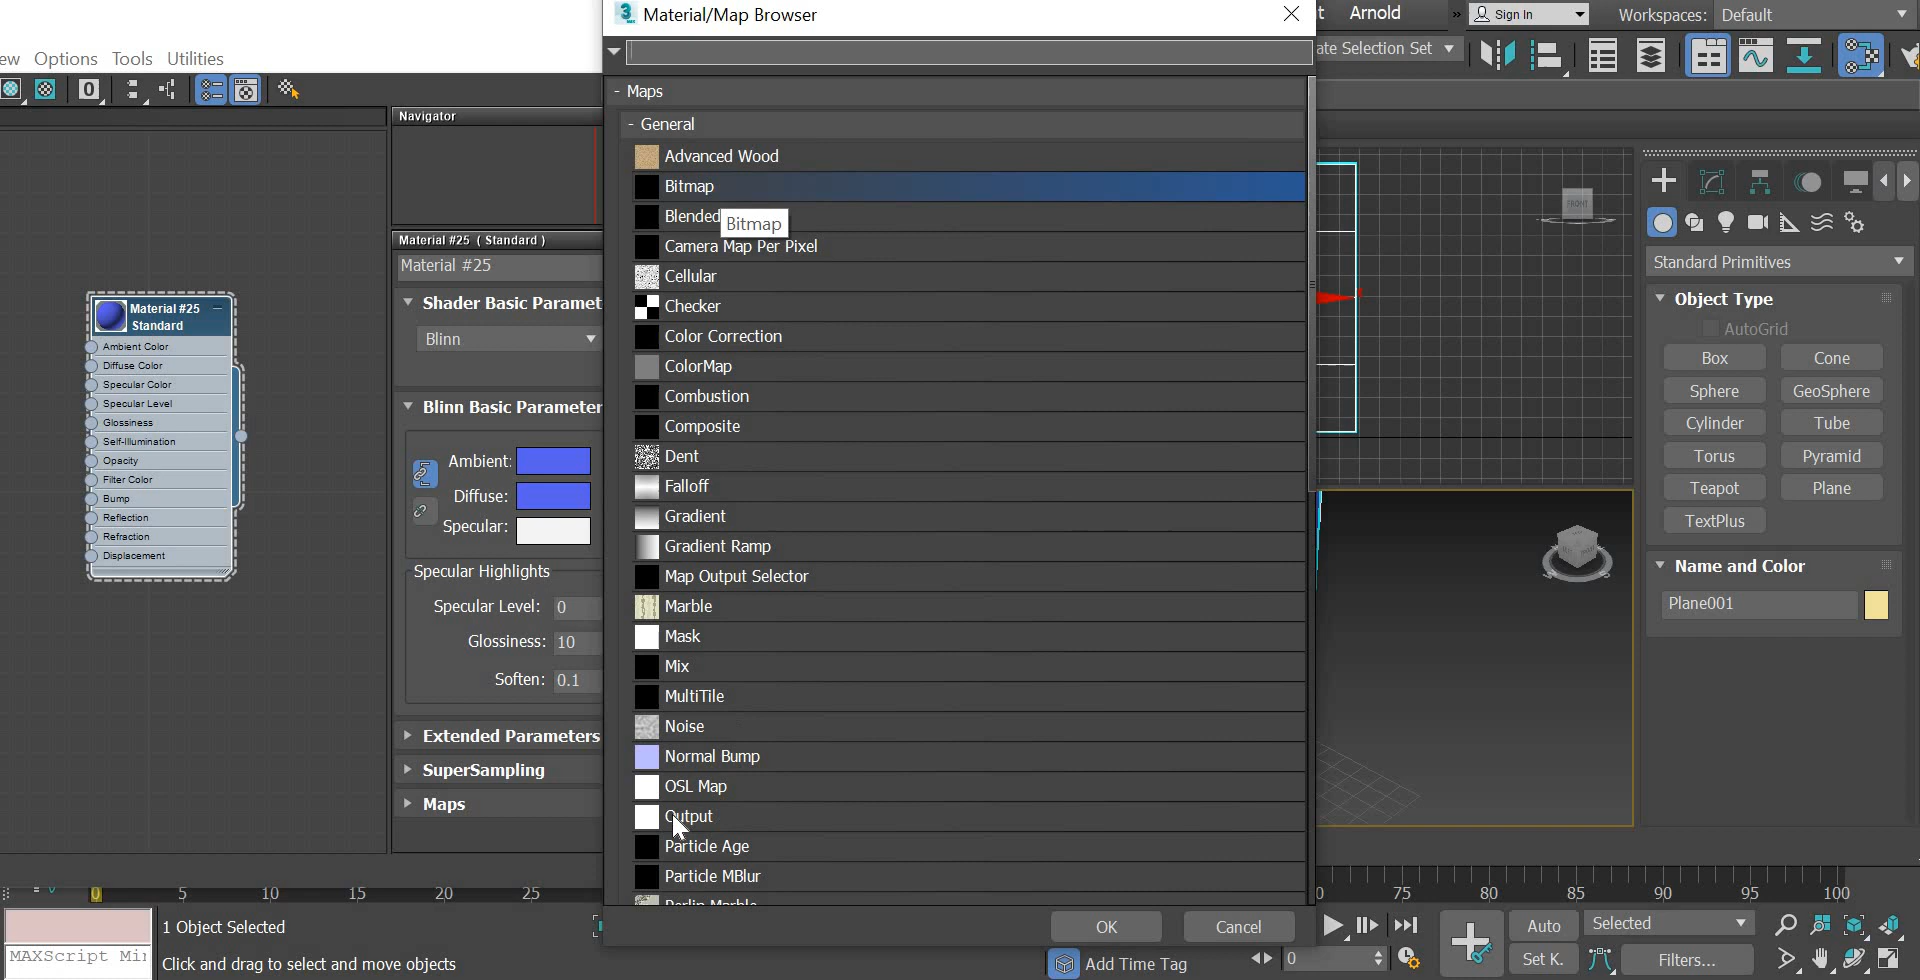 ew Options Tools Utilities
0
Navigator
Material #25 ( Standard )
Material #25
Shader Basic Paramet
Blinn
Blinn Basic Parameter
Ambient:
Diffuse:
Specular:
Specular Highlights
Specular Level: 0
Glossiness: 10
Soften: 0.1
Extended Parameters
SuperSampling
Maps
Material #25
Standard
Ambient Color
Diffuse Color
Specular Color
Specular Level
Glossiness
Self-Illumination
Opacity
Filter Color
Bump
Reflection
Refraction
Displacement
3
Material/Map Browser
- Maps
- General
Advanced Wood
Bitmap
Blended
Bitmap
Camera Map Per Pixel
Cellular
Checker
Color Correction
ColorMap
Combustion
Composite
Dent
Falloff
Gradient
Gradient Ramp
Map Output Selector
Marble
Mask
Mix
MultiTile
Noise
Normal Bump
OSL Map
Output
Particle Age
Particle MBlur
Perlin Marble
OK Cancel
t Arnold » Sign In Workspaces: Default
ate Selection Set
FRONT
Standard Primitives
Object Type
AutoGrid
Box Cone
Sphere GeoSphere
Cylinder Tube
Torus Pyramid
Teapot Plane
TextPlus
Name and Color
Plane001
0 5 10 15 20 25
0 75 80 85 90 95 100
1 Object Selected
MAXScript Mi
Click and drag to select and move objects
Add Time Tag
0
Auto Selected
Set K. Filters...